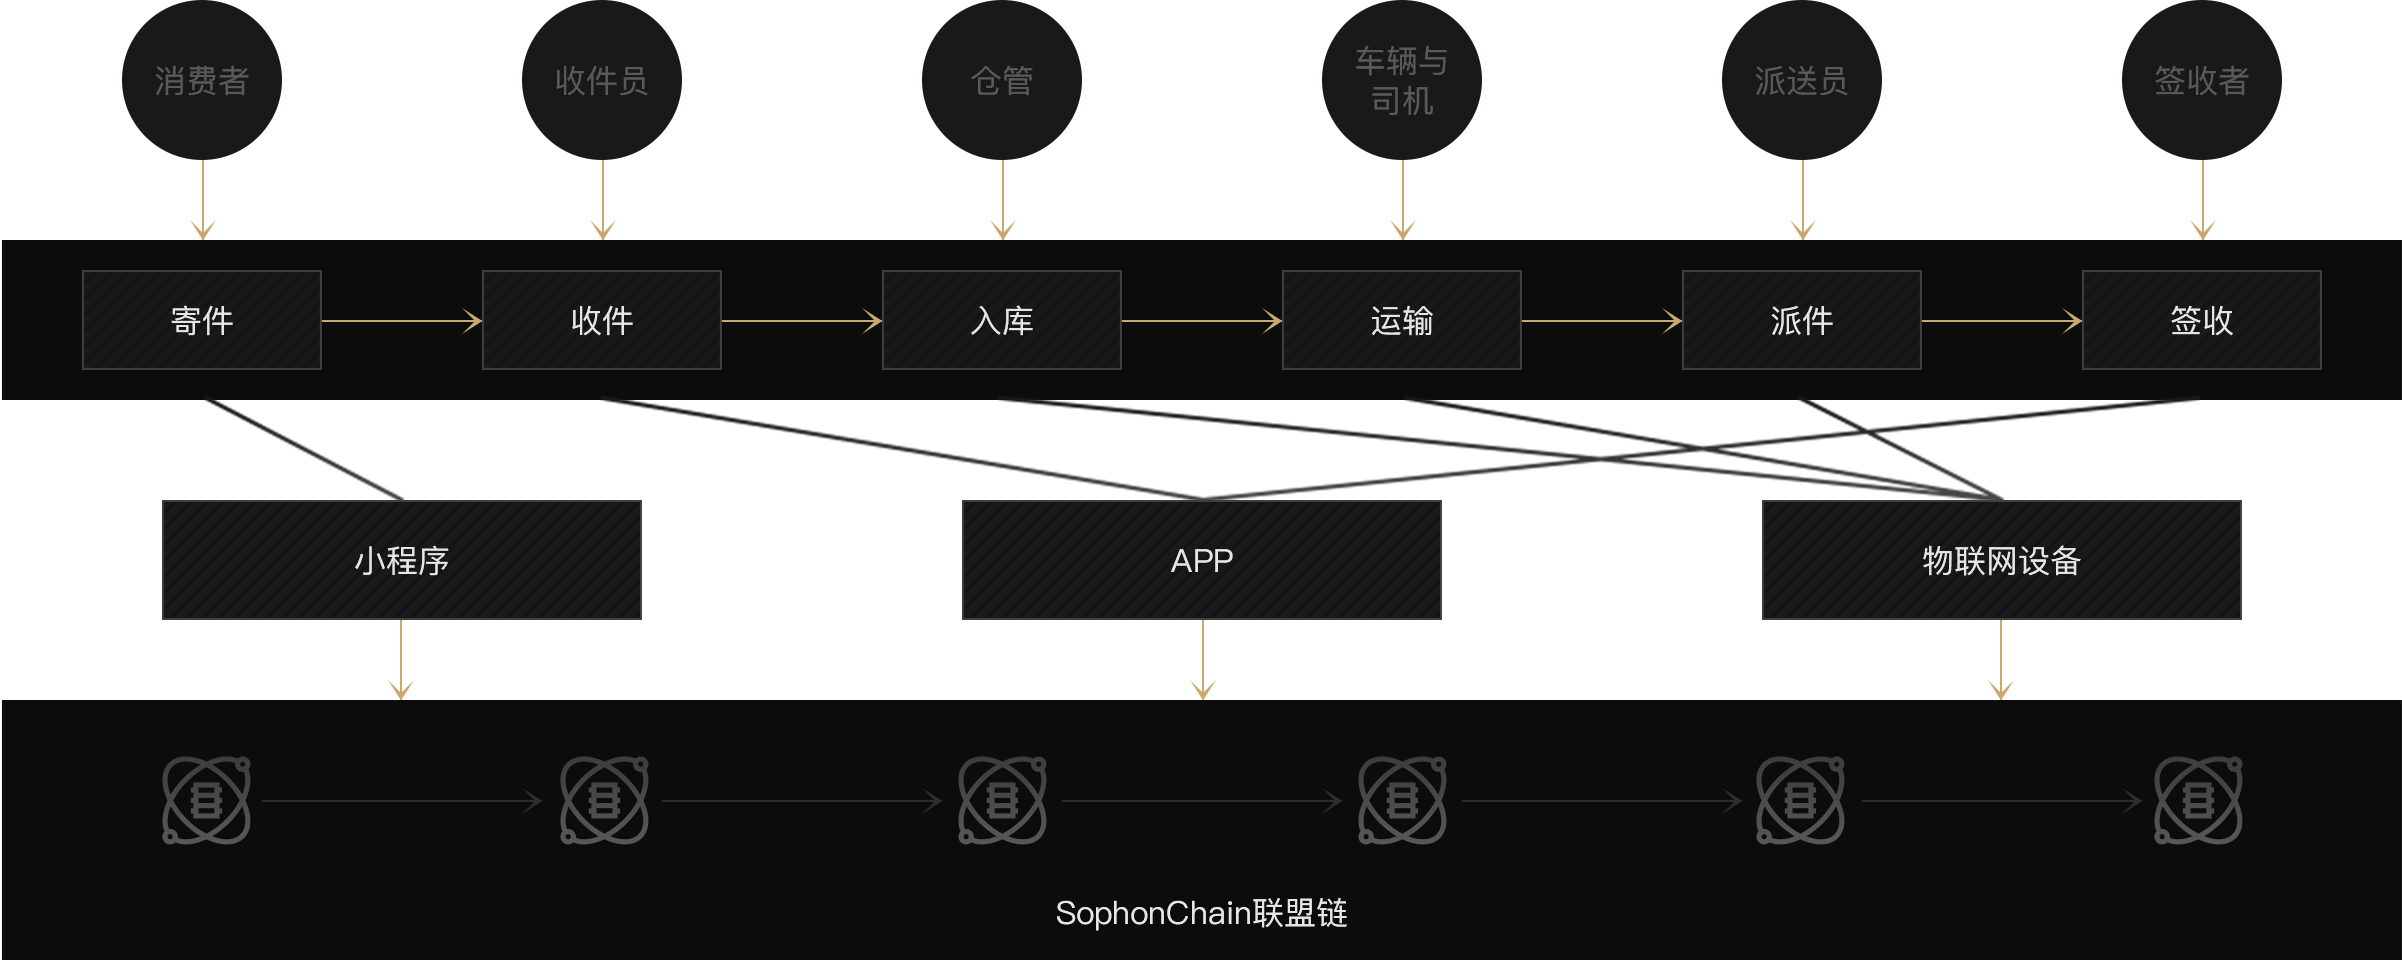 消费者
收件员
仓管
车辆与
司机
派送员
签收者
寄件
收件
入库
运输
派件
签收
小程序
APP
物联网设备
SophonChain联盟链